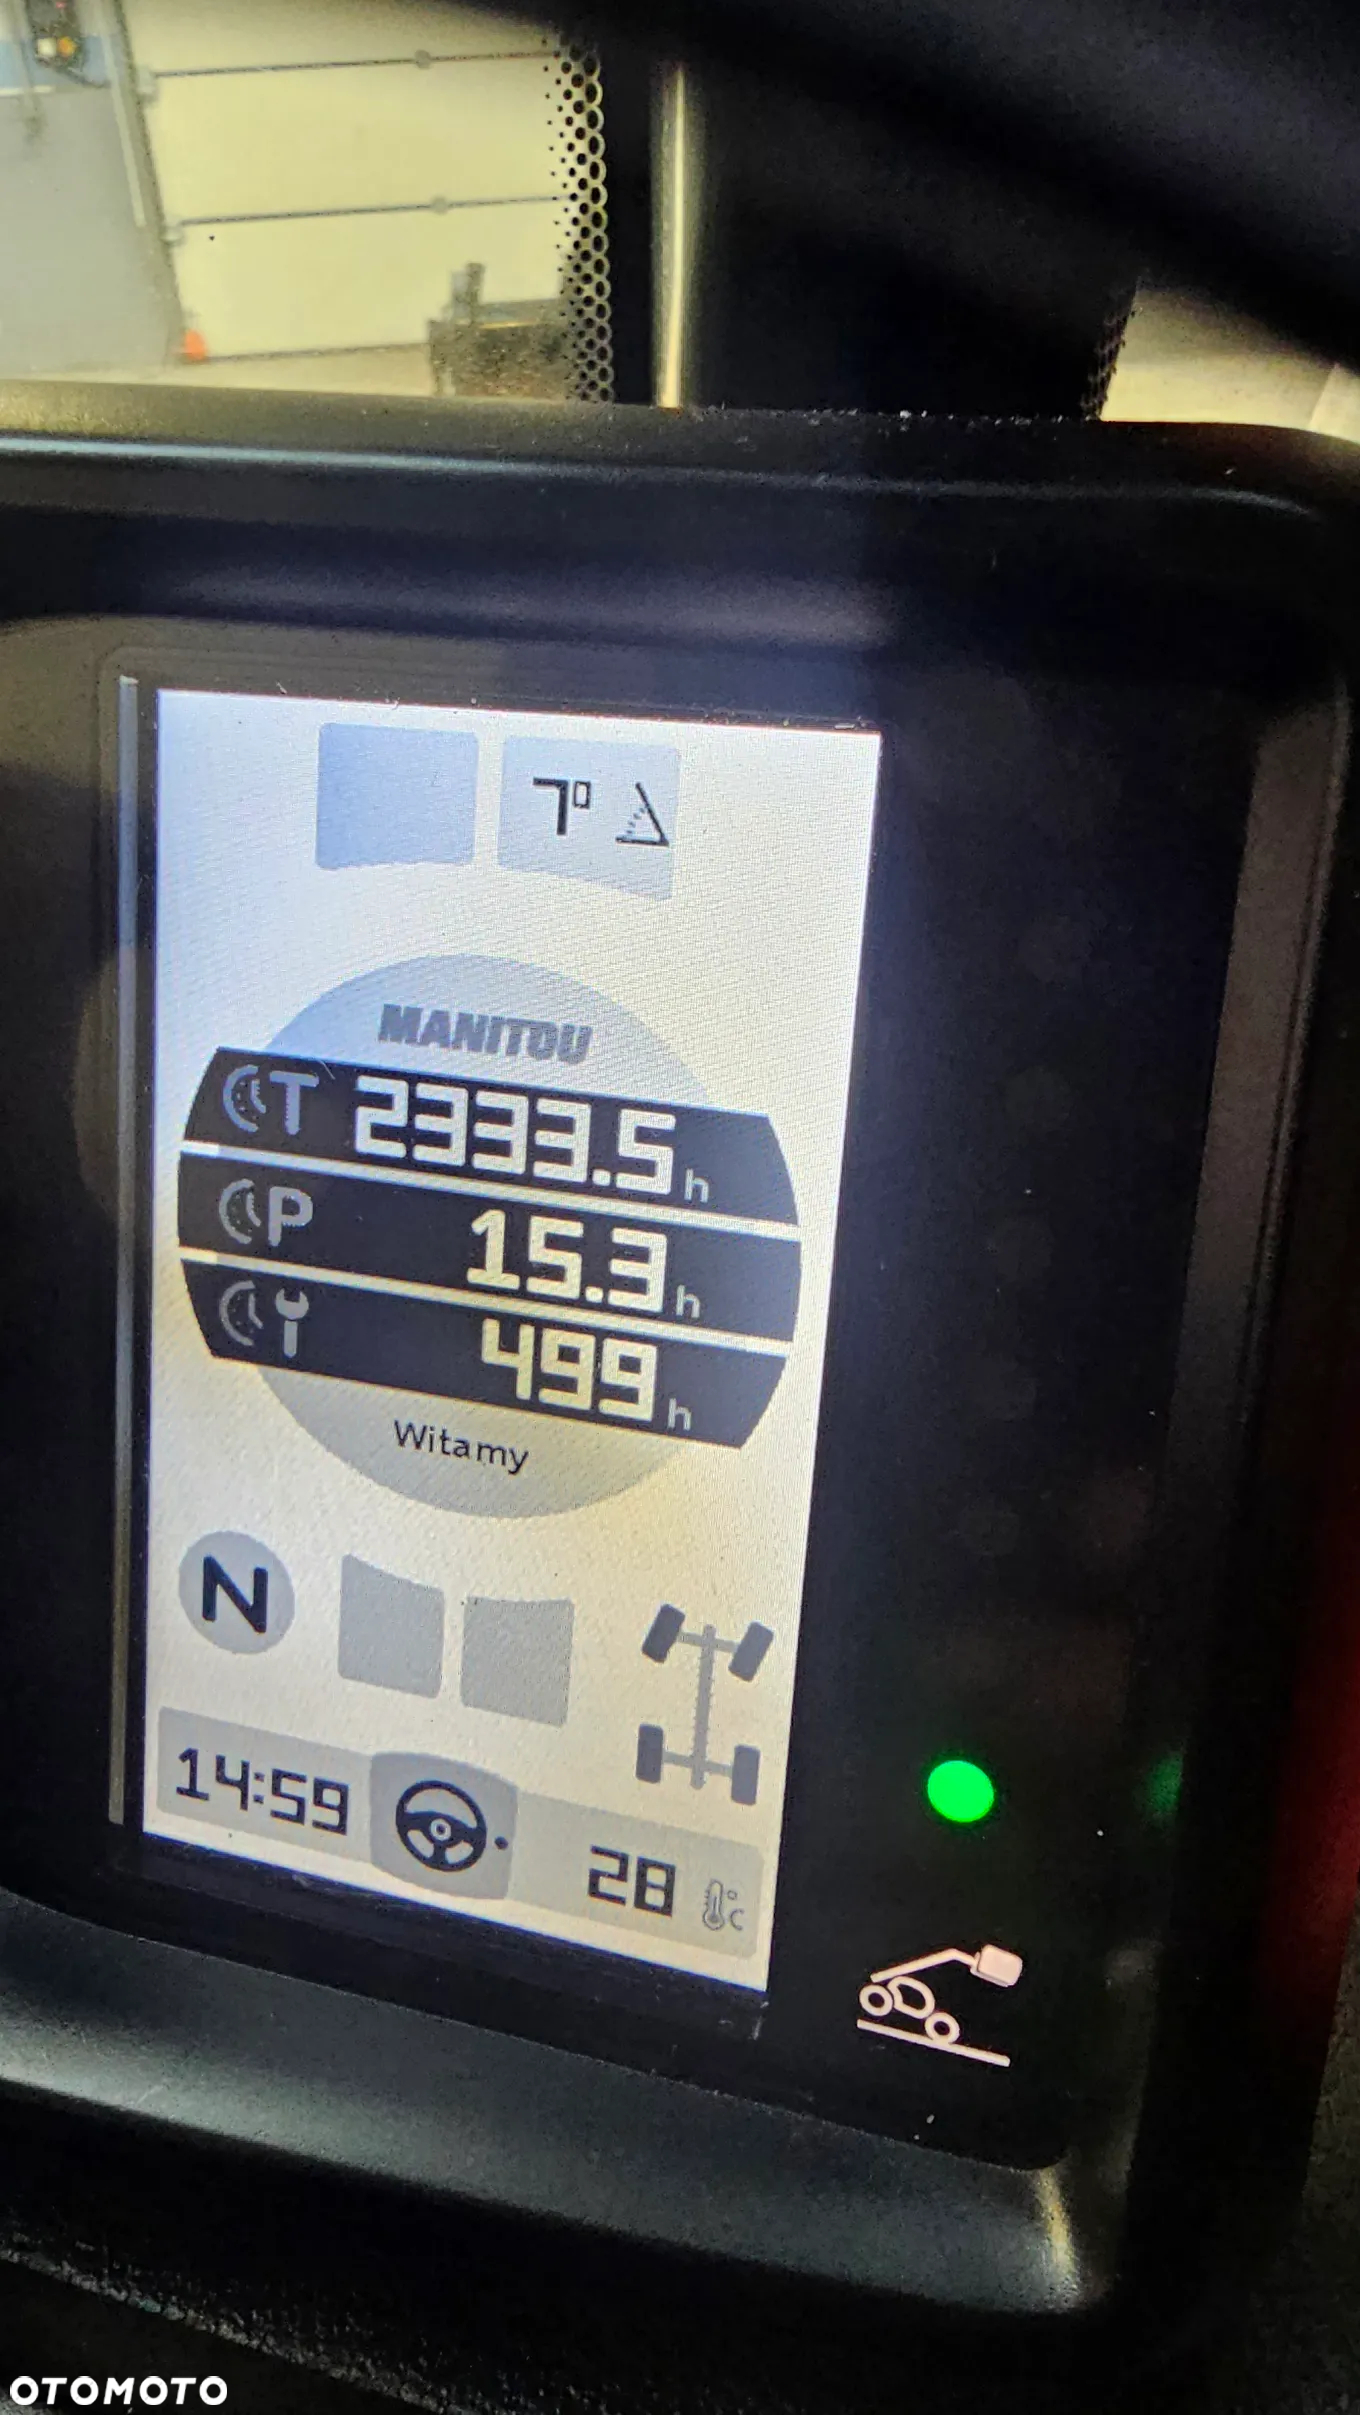 7°
MANITOU
T 2333.5 h
P 15.3 h
499 h
Witamy
N
14:59 28 °C
OTOMOTO